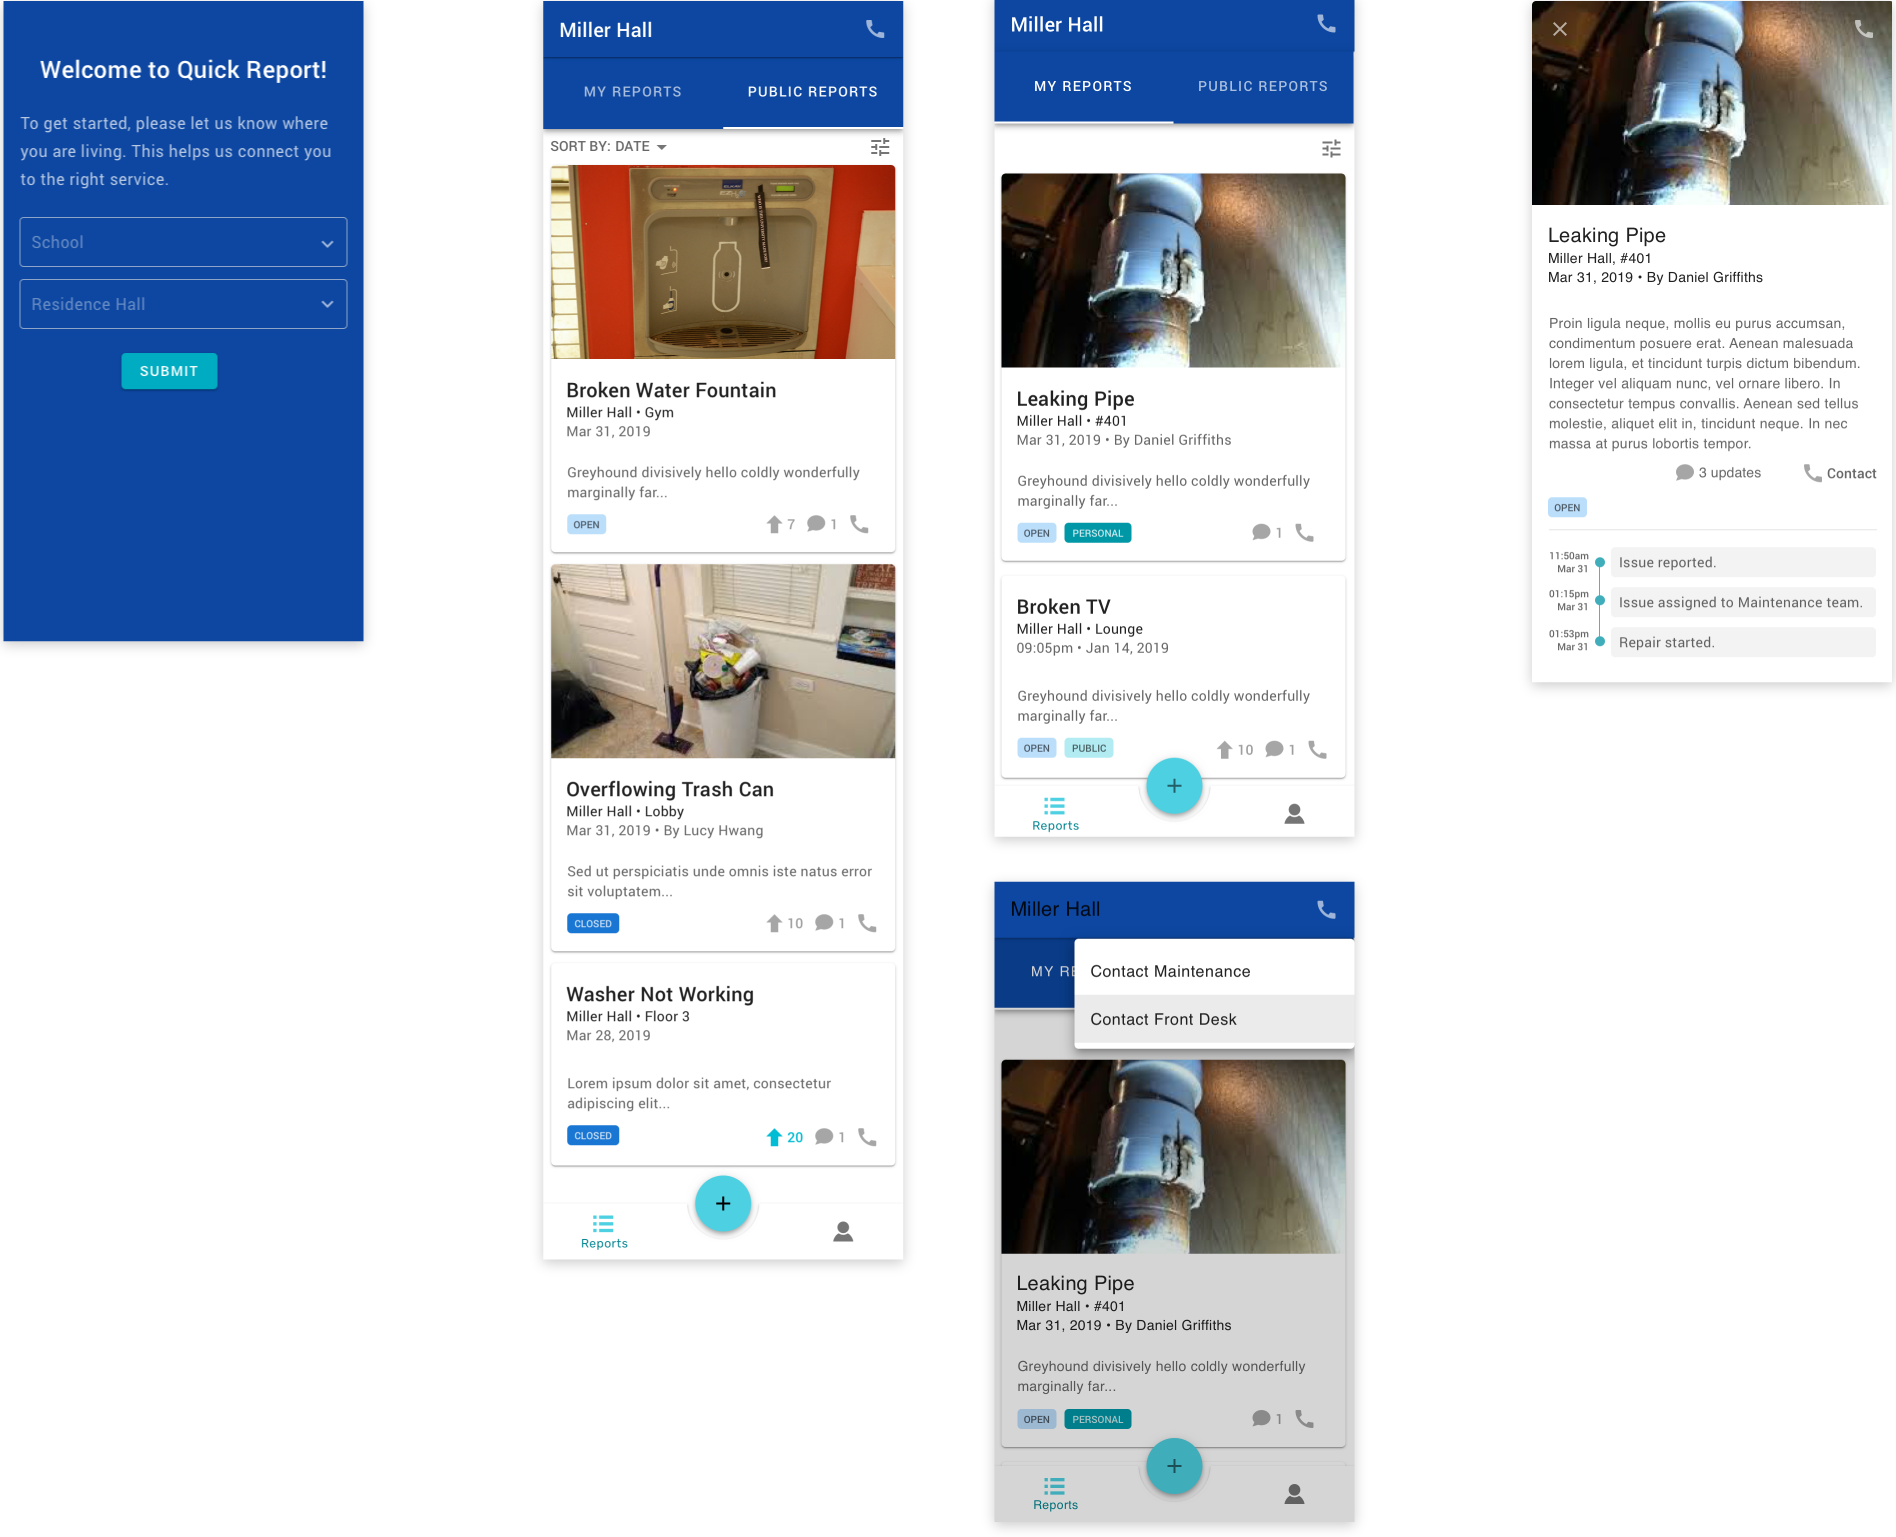 Welcome to Quick Report!
To get started, please let us know where
you are living. This helps us connect you
to the right service.
School
Residence Hall
SUBMIT
Miller Hall
MY REPORTS
PUBLIC REPORTS
SORT BY: DATE
Broken Water Fountain
Miller Hall • Gym
Mar 31, 2019
Greyhound divisively hello coldly wonderfully
marginally far...
OPEN
7
1
Overflowing Trash Can
Miller Hall • Lobby
Mar 31, 2019 • By Lucy Hwang
Sed ut perspiciatis unde omnis iste natus error
sit voluptatem...
CLOSED
10
1
Washer Not Working
Miller Hall • Floor 3
Mar 28, 2019
Lorem ipsum dolor sit amet, consectetur
adipiscing elit...
CLOSED
20
1
Reports
Miller Hall
MY REPORTS
PUBLIC REPORTS
Leaking Pipe
Miller Hall • #401
Mar 31, 2019 • By Daniel Griffiths
Greyhound divisively hello coldly wonderfully
marginally far...
OPEN
PERSONAL
1
Broken TV
Miller Hall • Lounge
09:05pm • Jan 14, 2019
Greyhound divisively hello coldly wonderfully
marginally far...
OPEN
PUBLIC
10
1
Reports
Miller Hall
MY RE
Contact Maintenance
Contact Front Desk
Leaking Pipe
Miller Hall • #401
Mar 31, 2019 • By Daniel Griffiths
Greyhound divisively hello coldly wonderfully
marginally far...
OPEN
PERSONAL
1
Reports
Leaking Pipe
Miller Hall, #401
Mar 31, 2019 • By Daniel Griffiths
Proin ligula neque, mollis eu purus accumsan,
condimentum posuere erat. Aenean malesuada
lorem ligula, et tincidunt turpis dictum bibendum.
Integer vel aliquam nunc, vel ornare libero. In
consectetur tempus convallis. Aenean sed tellus
molestie, aliquet elit in, tincidunt neque. In nec
massa at purus lobortis tempor.
3 updates
Contact
OPEN
11:50am
Mar 31
Issue reported.
01:15pm
Mar 31
Issue assigned to Maintenance team.
01:53pm
Mar 31
Repair started.